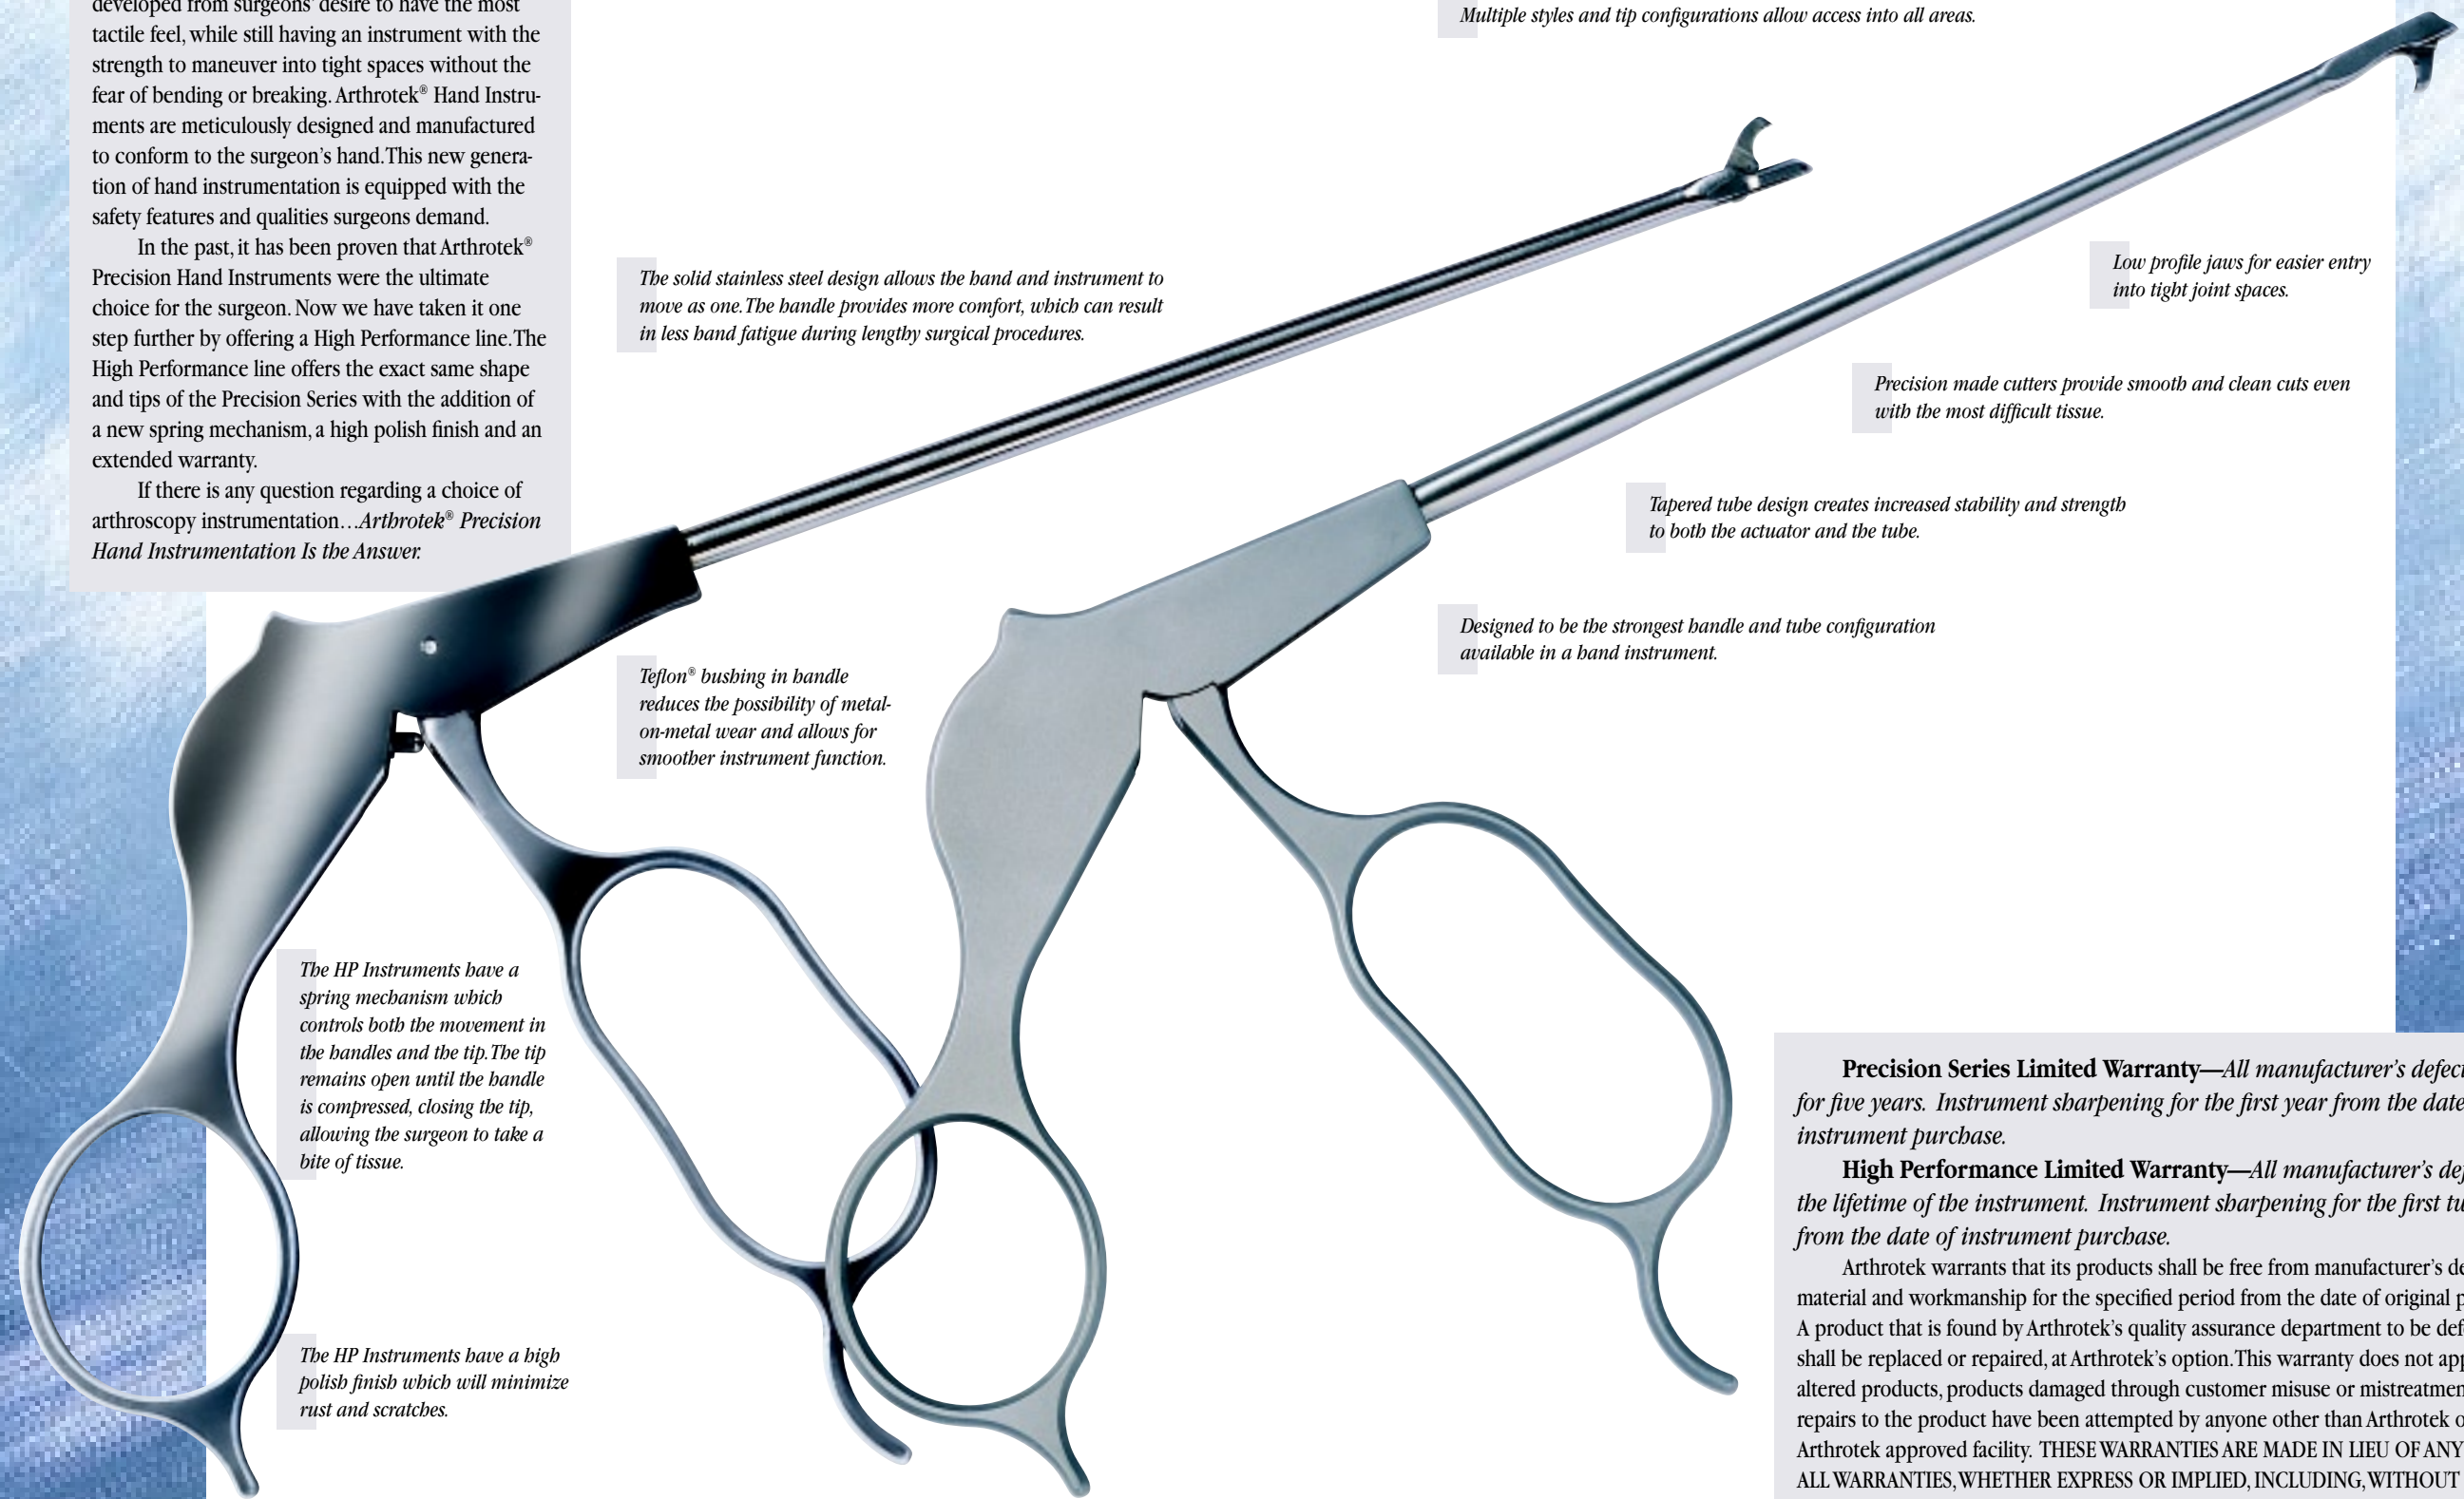 developed from surgeons' desire to have the most
tactile feel, while still having an instrument with the
strength to maneuver into tight spaces without the
fear of bending or breaking. Arthrotek® Hand Instru-
ments are meticulously designed and manufactured
to conform to the surgeon's hand. This new genera-
tion of hand instrumentation is equipped with the
safety features and qualities surgeons demand.
In the past, it has been proven that Arthrotek®
Precision Hand Instruments were the ultimate
choice for the surgeon. Now we have taken it one
step further by offering a High Performance line. The
High Performance line offers the exact same shape
and tips of the Precision Series with the addition of
a new spring mechanism, a high polish finish and an
extended warranty.
If there is any question regarding a choice of
arthroscopy instrumentation…Arthrotek® Precision
Hand Instrumentation Is the Answer.
Multiple styles and tip configurations allow access into all areas.
The solid stainless steel design allows the hand and instrument to
move as one. The handle provides more comfort, which can result
in less hand fatigue during lengthy surgical procedures.
Low profile jaws for easier entry
into tight joint spaces.
Precision made cutters provide smooth and clean cuts even
with the most difficult tissue.
Tapered tube design creates increased stability and strength
to both the actuator and the tube.
Designed to be the strongest handle and tube configuration
available in a hand instrument.
Teflon® bushing in handle
reduces the possibility of metal-
on-metal wear and allows for
smoother instrument function.
The HP Instruments have a
spring mechanism which
controls both the movement in
the handles and the tip. The tip
remains open until the handle
is compressed, closing the tip,
allowing the surgeon to take a
bite of tissue.
The HP Instruments have a high
polish finish which will minimize
rust and scratches.
Precision Series Limited Warranty—All manufacturer's
for five years. Instrument sharpening for the first year from the date
instrument purchase.
High Performance Limited Warranty—All manufacturer's
the lifetime of the instrument. Instrument sharpening for the first
from the date of instrument purchase.
Arthrotek warrants that its products shall be free from manufacturer's
material and workmanship for the specified period from the date of original
A product that is found by Arthrotek's quality assurance department to be
shall be replaced or repaired, at Arthrotek's option. This warranty does not
altered products, products damaged through customer misuse or
repairs to the product have been attempted by anyone other than Arthrotek
Arthrotek approved facility. THESE WARRANTIES ARE MADE IN LIEU OF ANY
ALL WARRANTIES, WHETHER EXPRESS OR IMPLIED, INCLUDING, WITHOUT